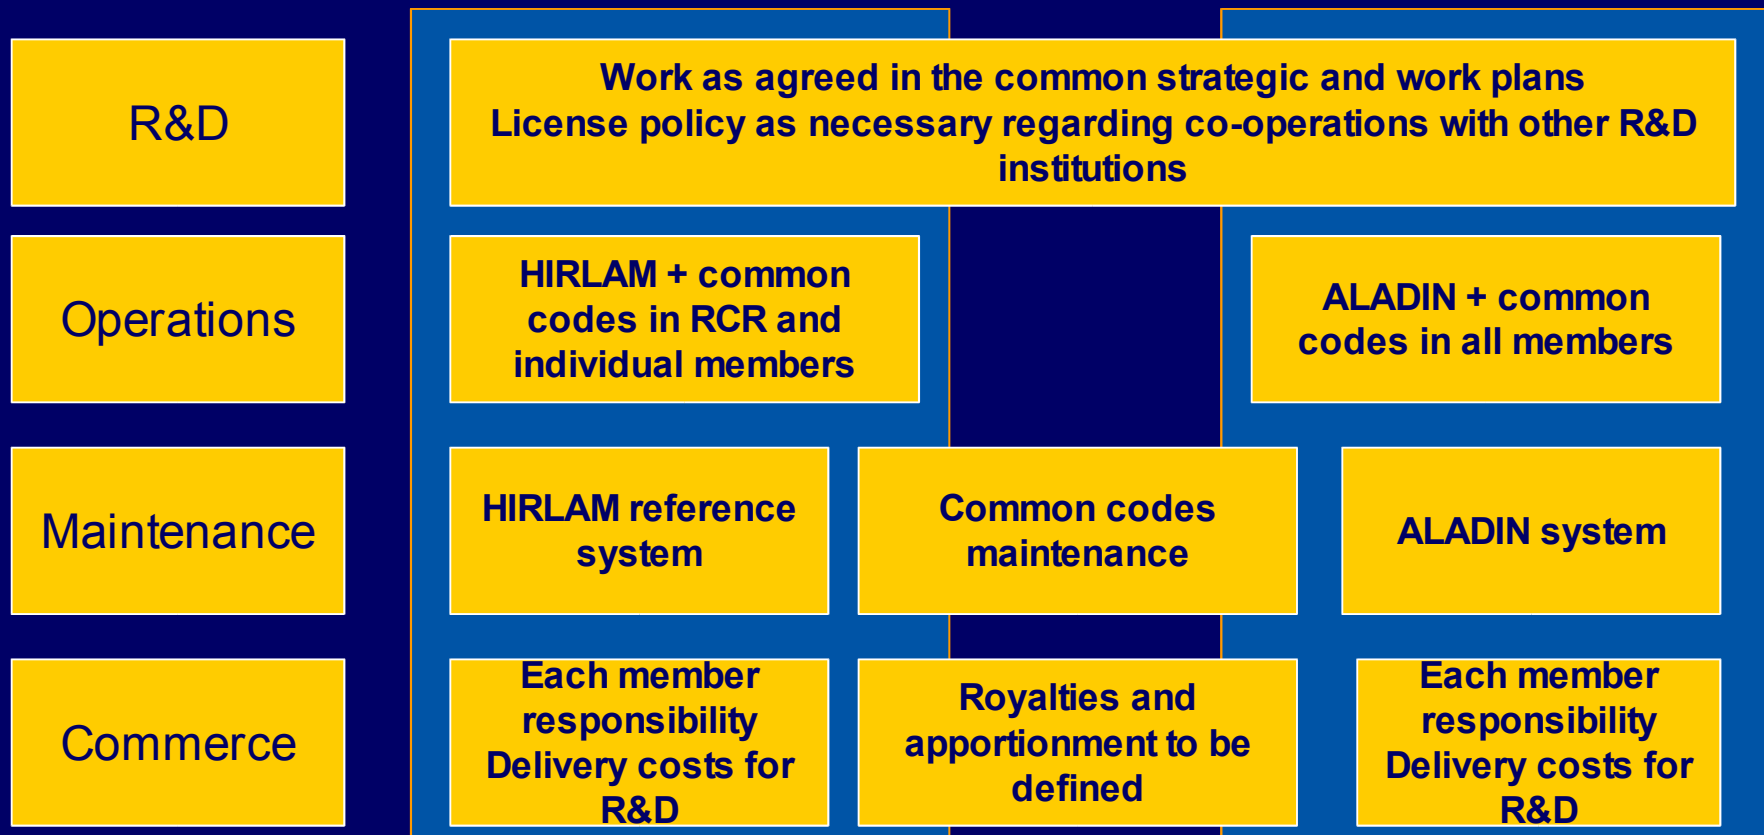 R&D
Work as agreed in the common strategic and work plans
License policy as necessary regarding co-operations with other R&D
institutions
Operations
HIRLAM + common
codes in RCR and
individual members
ALADIN + common
codes in all members
Maintenance
HIRLAM reference
system
Common codes
maintenance
ALADIN system
Commerce
Each member
responsibility
Delivery costs for
R&D
Royalties and
apportionment to be
defined
Each member
responsibility
Delivery costs for
R&D